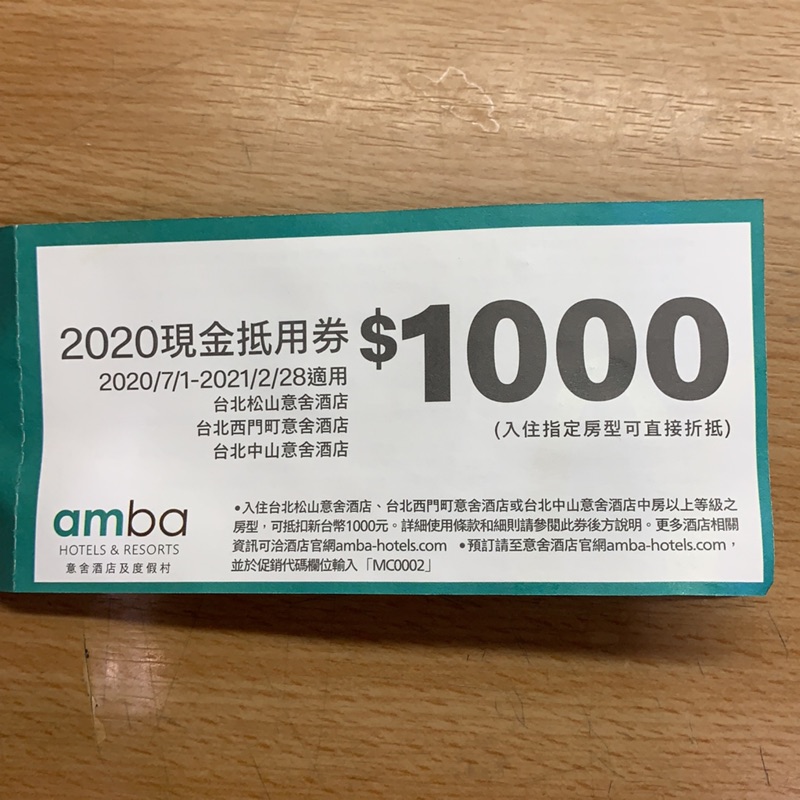 2020現金抵用券 $1000
2020/7/1-2021/2/28適用
台北松山意舍酒店
台北西門町意舍酒店
台北中山意舍酒店
(入住指定房型可直接折抵)
amba
HOTELS & RESORTS
意舍酒店及度假村
•入住台北松山意舍酒店、台北西門町意舍酒店或台北中山意舍酒店中房以上等級之
房型，可抵扣新台幣1000元。詳細使用條款和細則請參閱此券後方說明。更多酒店相關
資訊可洽酒店官網amba-hotels.com •預訂請至意舍酒店官網amba-hotels.com，
並於促銷代碼欄位輸入「MC0002」